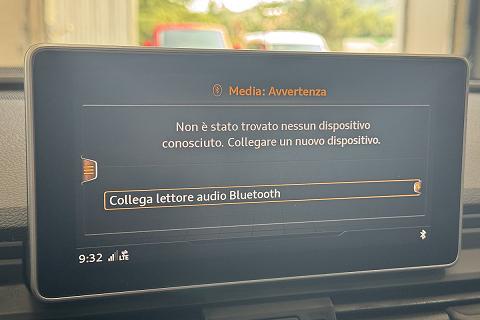 Media: Avvertenza
Non è stato trovato nessun dispositivo
conosciuto. Collegare un nuovo dispositivo.
Collega lettore audio Bluetooth
9:32 LTE